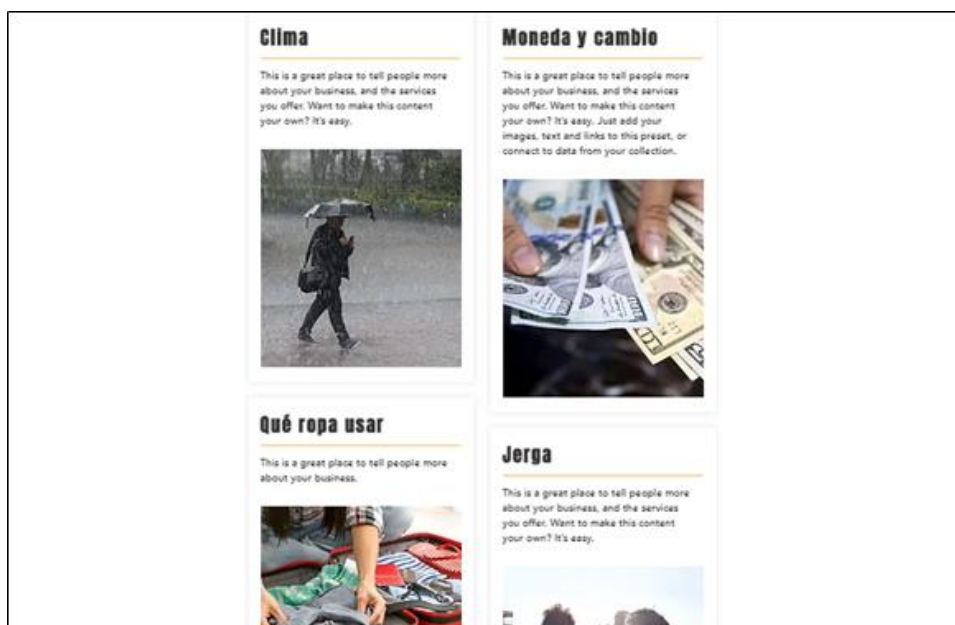 Clima
This is a great place to tell people more
about your business, and the services
you offer. Want to make this content
your own? It's easy.
Qué ropa usar
This is a great place to tell people more
about your business.
Moneda y cambio
This is a great place to tell people more
about your business, and the services
you offer. Want to make this content
your own? It's easy. Just add your
images, text and links to this preset, or
connect to data from your collection.
Jerga
This is a great place to tell people more
about your business, and the services
you offer. Want to make this content
your own? It's easy.